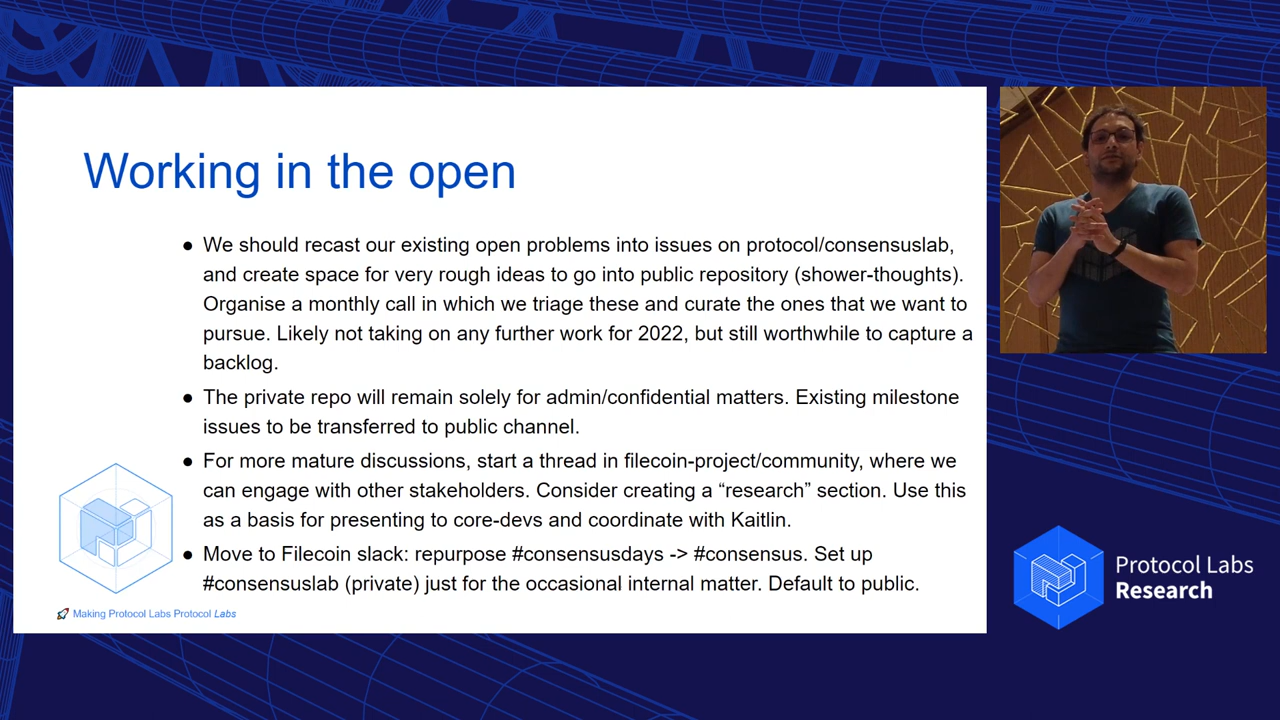 Working in the open
● We should recast our existing open problems into issues on protocol/consensuslab,
and create space for very rough ideas to go into public repository (shower-thoughts).
Organise a monthly call in which we triage these and curate the ones that we want to
pursue. Likely not taking on any further work for 2022, but still worthwhile to capture a
backlog.
● The private repo will remain solely for admin/confidential matters. Existing milestone
issues to be transferred to public channel.
● For more mature discussions, start a thread in filecoin-project/community, where we
can engage with other stakeholders. Consider creating a “research” section. Use this
as a basis for presenting to core-devs and coordinate with Kaitlin.
● Move to Filecoin slack: repurpose #consensusdays -> #consensus. Set up
#consensuslab (private) just for the occasional internal matter. Default to public.
🚀 Making Protocol Labs Protocol Labs
Protocol Labs
Research